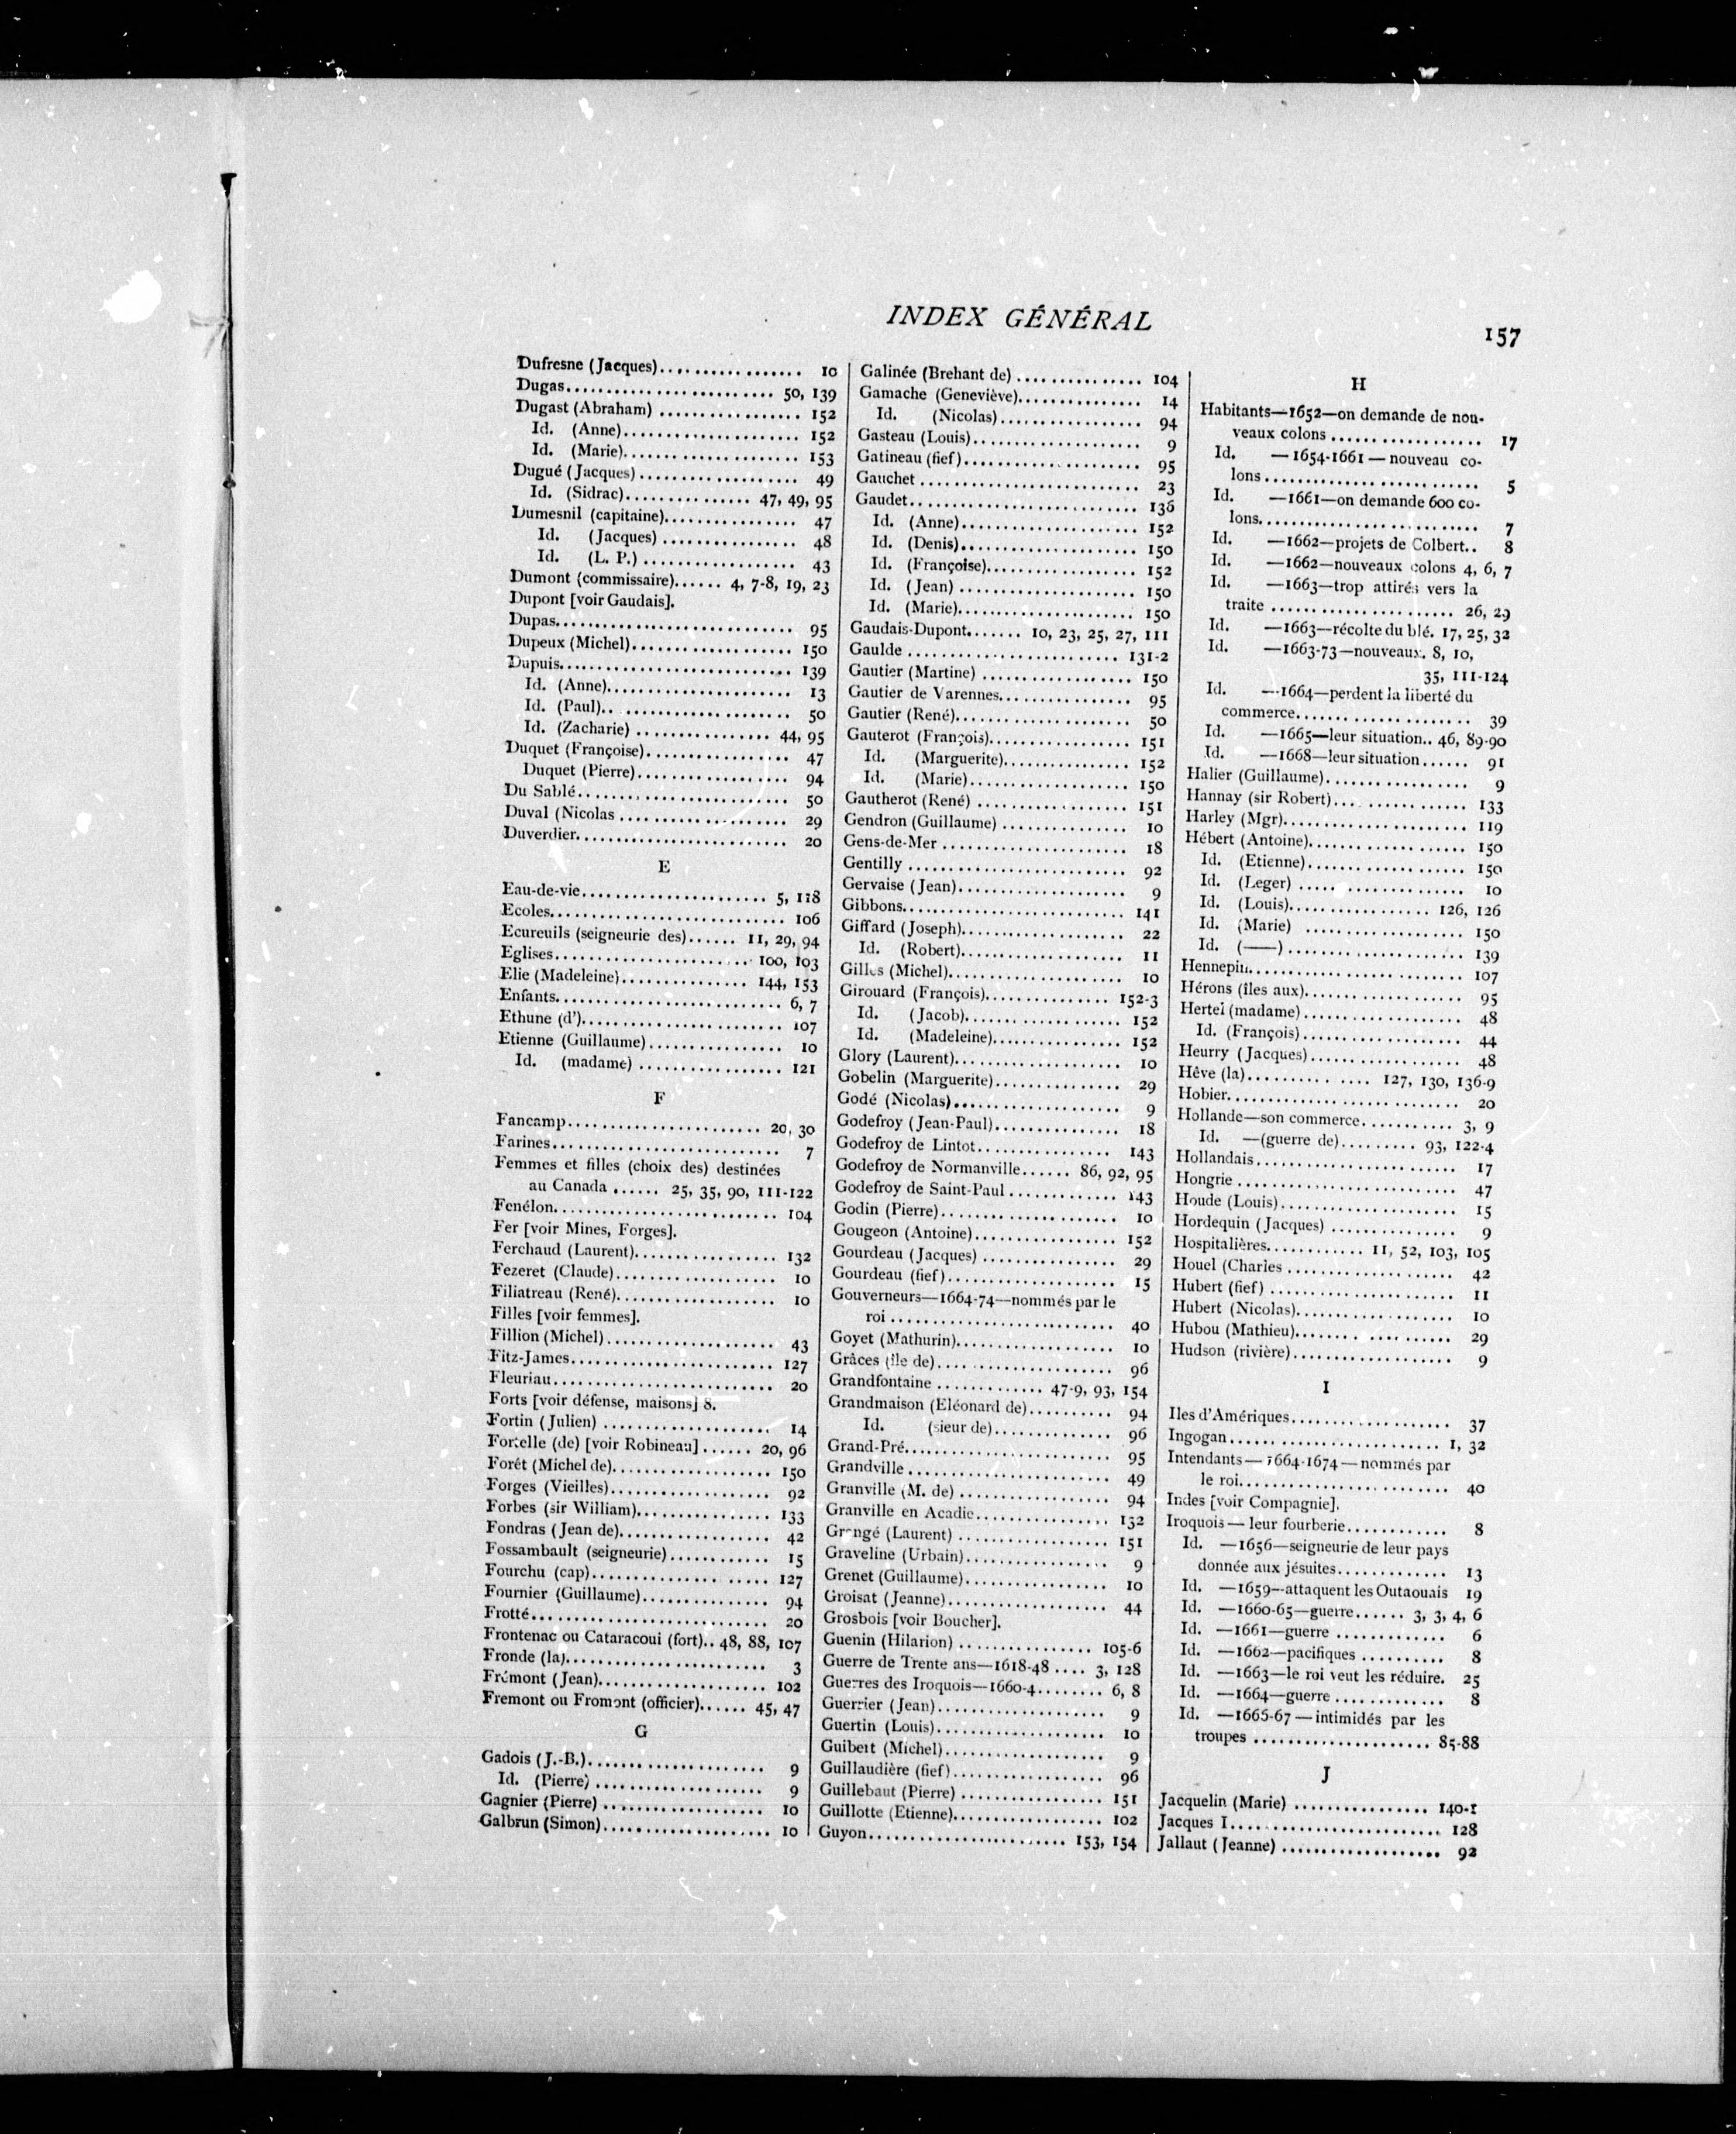 INDEX GÉNÉRAL
157
Dufresne (Jacques)................. 10
Dugas.......................... 50, 139
Dugast (Abraham) ................. 152
Id. (Anne)...................... 152
Id. (Marie)...................... 153
Dugué (Jacques) .................... 49
Id. (Sidrac)................ 47, 49, 95
Dumesnil (capitaine)................ 47
Id. (Jacques) ................. 48
Id. (L. P.) ................... 43
Dumont (commissaire)...... 4, 7-8, 19, 23
Dupont [voir Gaudais].
Dupas.............................. 95
Dupeux (Michel).................... 150
Dupuis............................. 139
Id. (Anne)....................... 13
Id. (Paul)....................... 50
Id. (Zacharie) ................. 44, 95
Duquet (Françoise).................. 47
Duquet (Pierre)................... 94
Du Sablé........................... 50
Duval (Nicolas ..................... 29
Duverdier.......................... 20
E
Eau-de-vie....................... 5, 118
Ecoles............................. 106
Ecureuils (seigneurie des)...... 11, 29, 94
Eglises......................... 100, 103
Elie (Madeleine)................ 144, 153
Enfants............................ 6, 7
Ethune (d')......................... 107
Etienne (Guillaume)................. 10
Id. (madame) .................. 121
F
Fancamp........................ 20, 30
Farines............................ 7
Femmes et filles (choix des) destinées
au Canada ...... 25, 35, 90, 111-122
Fenélon............................ 104
Fer [voir Mines, Forges].
Ferchaud (Laurent).................. 132
Fezeret (Claude).................... 10
Filiatreau (René).................... 10
Filles [voir femmes].
Fillion (Michel)..................... 43
Fitz-James......................... 127
Fleuriau........................... 20
Forts [voir défense, maisons] 8.
Fortin (Julien) ..................... 14
Fortelle (de) [voir Robineau]...... 20, 96
Forêt (Michel de).................... 150
Forges (Vieilles).................... 92
Forbes (sir William)................. 133
Fondras (Jean de)................... 42
Fossambault (seigneurie)............ 15
Fourchu (cap)...................... 127
Fournier (Guillaume)................ 94
Frotté............................. 20
Frontenac ou Cataracoui (fort).. 48, 88, 107
Fronde (la)......................... 3
Frémont (Jean)..................... 102
Fremont ou Fromont (officier)...... 45, 47
G
Gadois (J.-B.)...................... 9
Id. (Pierre) ..................... 9
Gagnier (Pierre) .................... 10
Galbrun (Simon)..................... 10
Galinée (Brehant de) ................ 104
Gamache (Geneviève)............... 14
Id. (Nicolas).................. 94
Gasteau (Louis)..................... 9
Gatineau (fief)...................... 95
Gauchet ........................... 23
Gaudet............................ 136
Id. (Anne)...................... 152
Id. (Denis)...................... 150
Id. (Françoise)................... 152
Id. (Jean) ...................... 150
Id. (Marie)...................... 150
Gaudais-Dupont....... 10, 23, 25, 27, 111
Gaulde .......................... 131-2
Gautier (Martine) ................... 150
Gautier de Varennes................. 95
Gautier (René)...................... 50
Gauterot (François).................. 151
Id. (Marguerite)................ 152
Id. (Marie).................... 150
Gautherot (René) ................... 151
Gendron (Guillaume) ................ 10
Gens-de-Mer ....................... 18
Gentilly ........................... 92
Gervaise (Jean)..................... 9
Gibbons............................ 141
Giffard (Joseph)..................... 22
Id. (Robert).................... 11
Gilles (Michel)...................... 10
Girouard (François)............... 152-3
Id. (Jacob).................... 152
Id. (Madeleine)................ 152
Glory (Laurent)..................... 10
Gobelin (Marguerite)................ 29
Godé (Nicolas)..................... 9
Godefroy (Jean-Paul)................ 18
Godefroy de Lintot.................. 143
Godefroy de Normanville...... 86, 92, 95
Godefroy de Saint-Paul .............. 143
Godin (Pierre)...................... 10
Gougeon (Antoine).................. 152
Gourdeau (Jacques) ................. 29
Gourdeau (fief)..................... 15
Gouverneurs—1664-74—nommés par le
roi ............................ 40
Goyet (Mathurin).................... 10
Grâces (île de)...................... 96
Grandfontaine ............. 47-9, 93, 154
Grandmaison (Eléonard de).......... 94
Id. (sieur de)............... 96
Grand-Pré.......................... 95
Grandville ......................... 49
Granville (M. de) ................... 94
Granville en Acadie................. 132
Grangé (Laurent) ................... 151
Graveline (Urbain).................. 9
Grenet (Guillaume).................. 10
Groisat (Jeanne).................... 44
Grosbois [voir Boucher].
Guenin (Hilarion) ................ 105-6
Guerre de Trente ans—1618-48 .... 3, 128
Guerres des Iroquois—1660-4........ 6, 8
Guerrier (Jean)..................... 9
Guertin (Louis)..................... 10
Guibert (Michel).................... 9
Guillaudière (fief)................... 96
Guillebaut (Pierre) .................. 151
Guillotte (Etienne)................... 102
Guyon......................... 153, 154
H
Habitants—1652—on demande de nou-
veaux colons ................... 17
Id. —1654-1661—nouveau co-
lons........................... 5
Id. —1661—on demande 600 co-
lons........................... 7
Id. —1662—projets de Colbert.. 8
Id. —1662—nouveaux colons 4, 6, 7
Id. —1663—trop attirés vers la
traite ....................... 26, 29
Id. —1663—récolte du blé. 17, 25, 32
Id. —1663-73—nouveaux. 8, 10,
35, 111-124
Id. —1664—perdent la liberté du
commerce...................... 39
Id. —1665—leur situation.. 46, 89-90
Id. —1668—leur situation...... 91
Halier (Guillaume).................. 9
Hannay (sir Robert)................. 133
Harley (Mgr)....................... 119
Hébert (Antoine).................... 150
Id. (Etienne).................... 150
Id. (Leger) ..................... 10
Id. (Louis).................. 126, 126
Id. (Marie) .................... 150
Id. (——) ...................... 139
Hennepin........................... 107
Hérons (îles aux).................... 95
Hertel (madame).................... 48
Id. (François).................... 44
Heurry (Jacques)................... 48
Hêve (la)................ 127, 130, 136-9
Hobier............................. 20
Hollande—son commerce........... 3, 9
Id. —(guerre de)......... 93, 122-4
Hollandais......................... 17
Hongrie ........................... 47
Houde (Louis)...................... 15
Hordequin (Jacques) ................ 9
Hospitalières............ 11, 52, 103, 105
Houel (Charles ..................... 42
Hubert (fief) ....................... 11
Hubert (Nicolas).................... 10
Hubou (Mathieu)................... 29
Hudson (rivière).................... 9
I
Iles d'Amériques.................... 37
Ingogan.......................... 1, 32
Intendants—1664-1674—nommés par
le roi.......................... 40
Indes [voir Compagnie].
Iroquois—leur fourberie............. 8
Id. —1656—seigneurie de leur pays
donnée aux jésuites.............. 13
Id. —1659—attaquent les Outaouais 19
Id. —1660-65—guerre...... 3, 3, 4, 6
Id. —1661—guerre .............. 6
Id. —1662—pacifiques ........... 8
Id. —1663—le roi veut les réduire. 25
Id. —1664—guerre .............. 8
Id. —1665-67—intimidés par les
troupes ...................... 85-88
J
Jacquelin (Marie) ................ 140-1
Jacques I........................... 128
Jallaut (Jeanne) .................... 92